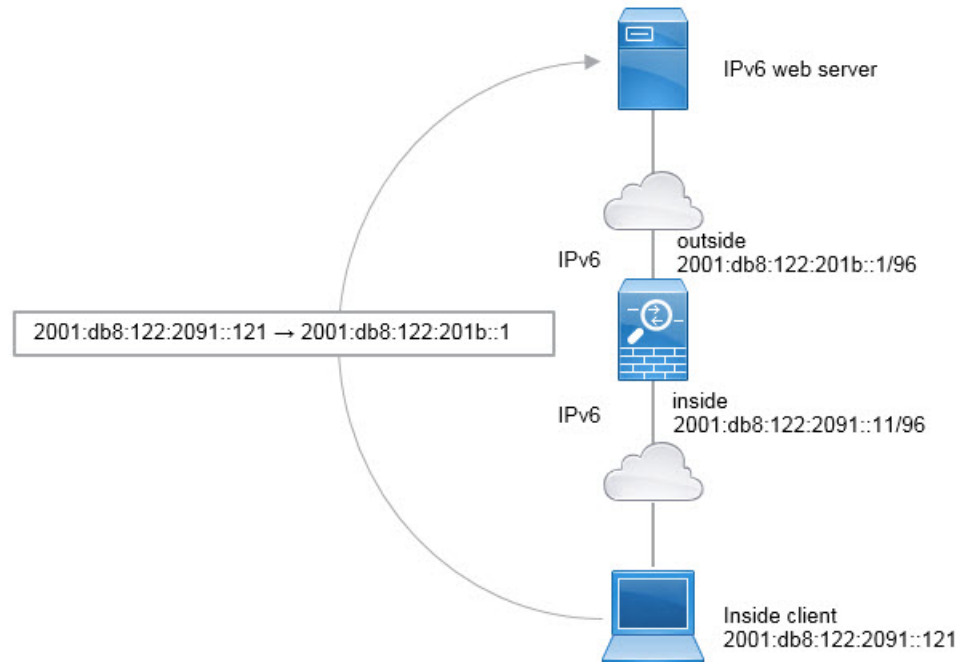 IPv6 web server
outside
IPv6
2001:db8:122:201b::1/96
2001:db8:122:2091::121 → 2001:db8:122:201b::1
inside
IPv6
2001:db8:122:2091::11/96
Inside client
2001:db8:122:2091::121